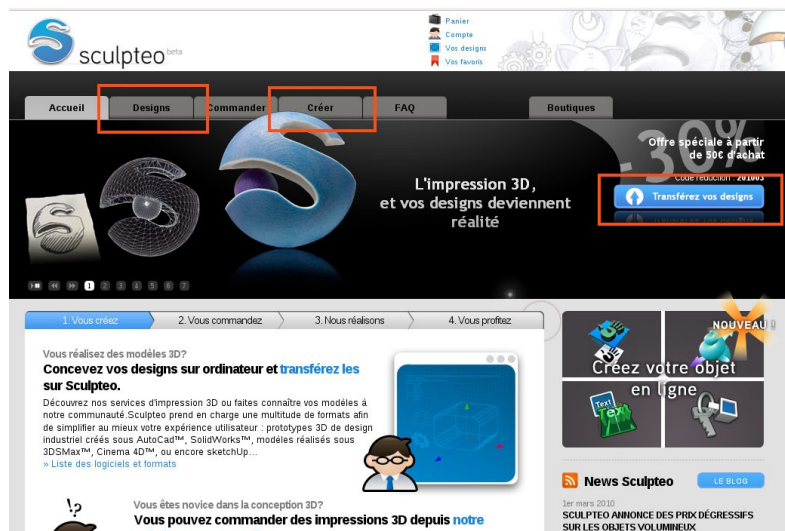 sculpteo beta
Panier
Compte
Vos designs
Vos favoris
Accueil Designs Commander Créer FAQ Boutiques
-30%
Offre spéciale à partir
de 50€ d'achat
Code réduction : 201003
Transférez vos designs
L'impression 3D,
et vos designs deviennent
réalité
1 2 3 4 5 6 7
1. Vous créez 2. Vous commandez 3. Nous réalisons 4. Vous profitez
Vous réalisez des modèles 3D?
Concevez vos designs sur ordinateur et transférez les
sur Sculpteo.
Découvrez nos services d'impression 3D ou faites connaître vos modèles à
notre communauté.Sculpteo prend en charge une multitude de formats afin
de simplifier au mieux votre expérience utilisateur : prototypes 3D de design
industriel créés sous AutoCad™, SolidWorks™, modèles réalisés sous
3DSMax™, Cinema 4D™, ou encore sketchUp...
» Liste des logiciels et formats
!?
Vous êtes novice dans la conception 3D?
Vous pouvez commander des impressions 3D depuis notre
NOUVEAU !
Créez votre objet
en ligne
Text
Text
News Sculpteo
LE BLOG
1er mars 2010
SCULPTEO ANNONCE DES PRIX DÉGRESSIFS
SUR LES OBJETS VOLUMINEUX